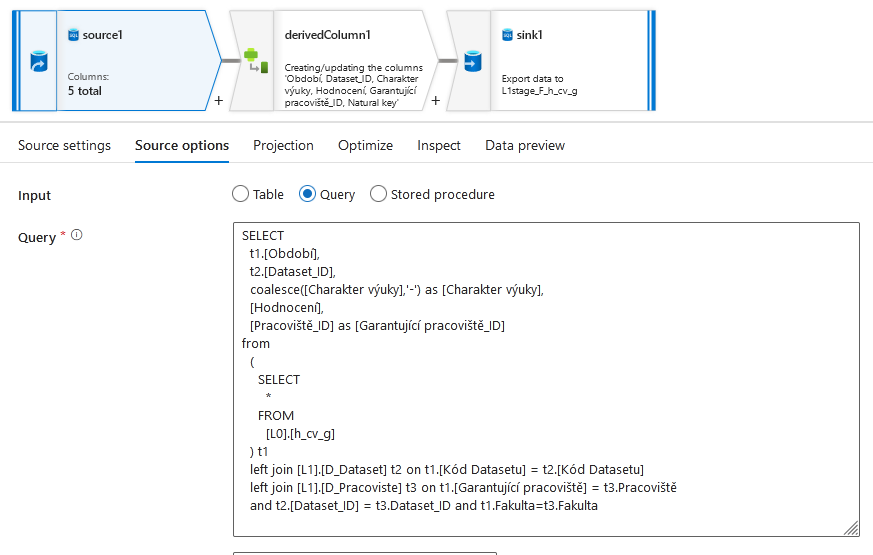 source1
Columns:
5 total
+
derivedColumn1
Creating/updating the columns
'Období, Dataset_ID, Charakter
výuky, Hodnocení, Garantující
pracoviště_ID, Natural key'
+
sink1
Export data to
L1stage_F_h_cv_g
Source settings
Source options
Projection
Optimize
Inspect
Data preview
Input
Table
Query
Stored procedure
Query *
SELECT
t1.[Období],
t2.[Dataset_ID],
coalesce([Charakter výuky],'-') as [Charakter výuky],
[Hodnocení],
[Pracoviště_ID] as [Garantující pracoviště_ID]
from
(
SELECT
*
FROM
[L0].[h_cv_g]
) t1
left join [L1].[D_Dataset] t2 on t1.[Kód Datasetu] = t2.[Kód Datasetu]
left join [L1].[D_Pracoviste] t3 on t1.[Garantující pracoviště] = t3.Pracoviště
and t2.[Dataset_ID] = t3.Dataset_ID and t1.Fakulta=t3.Fakulta